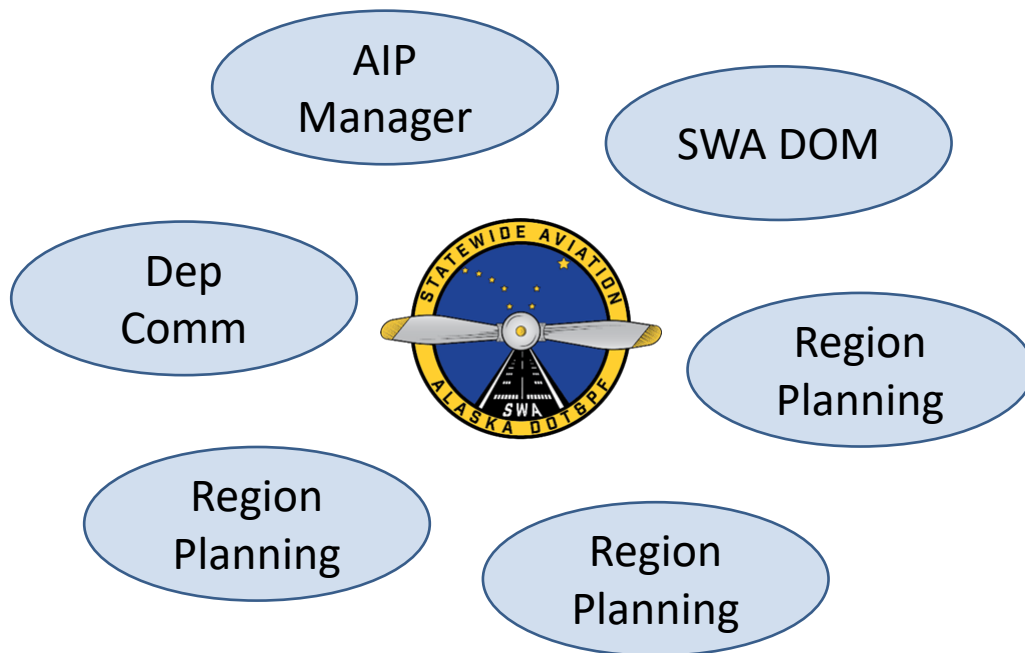 AIP
Manager
SWA DOM
Dep
Comm
STATEWIDE AVIATION
SWA
ALASKA DOT&PF
Region
Planning
Region
Planning
Region
Planning